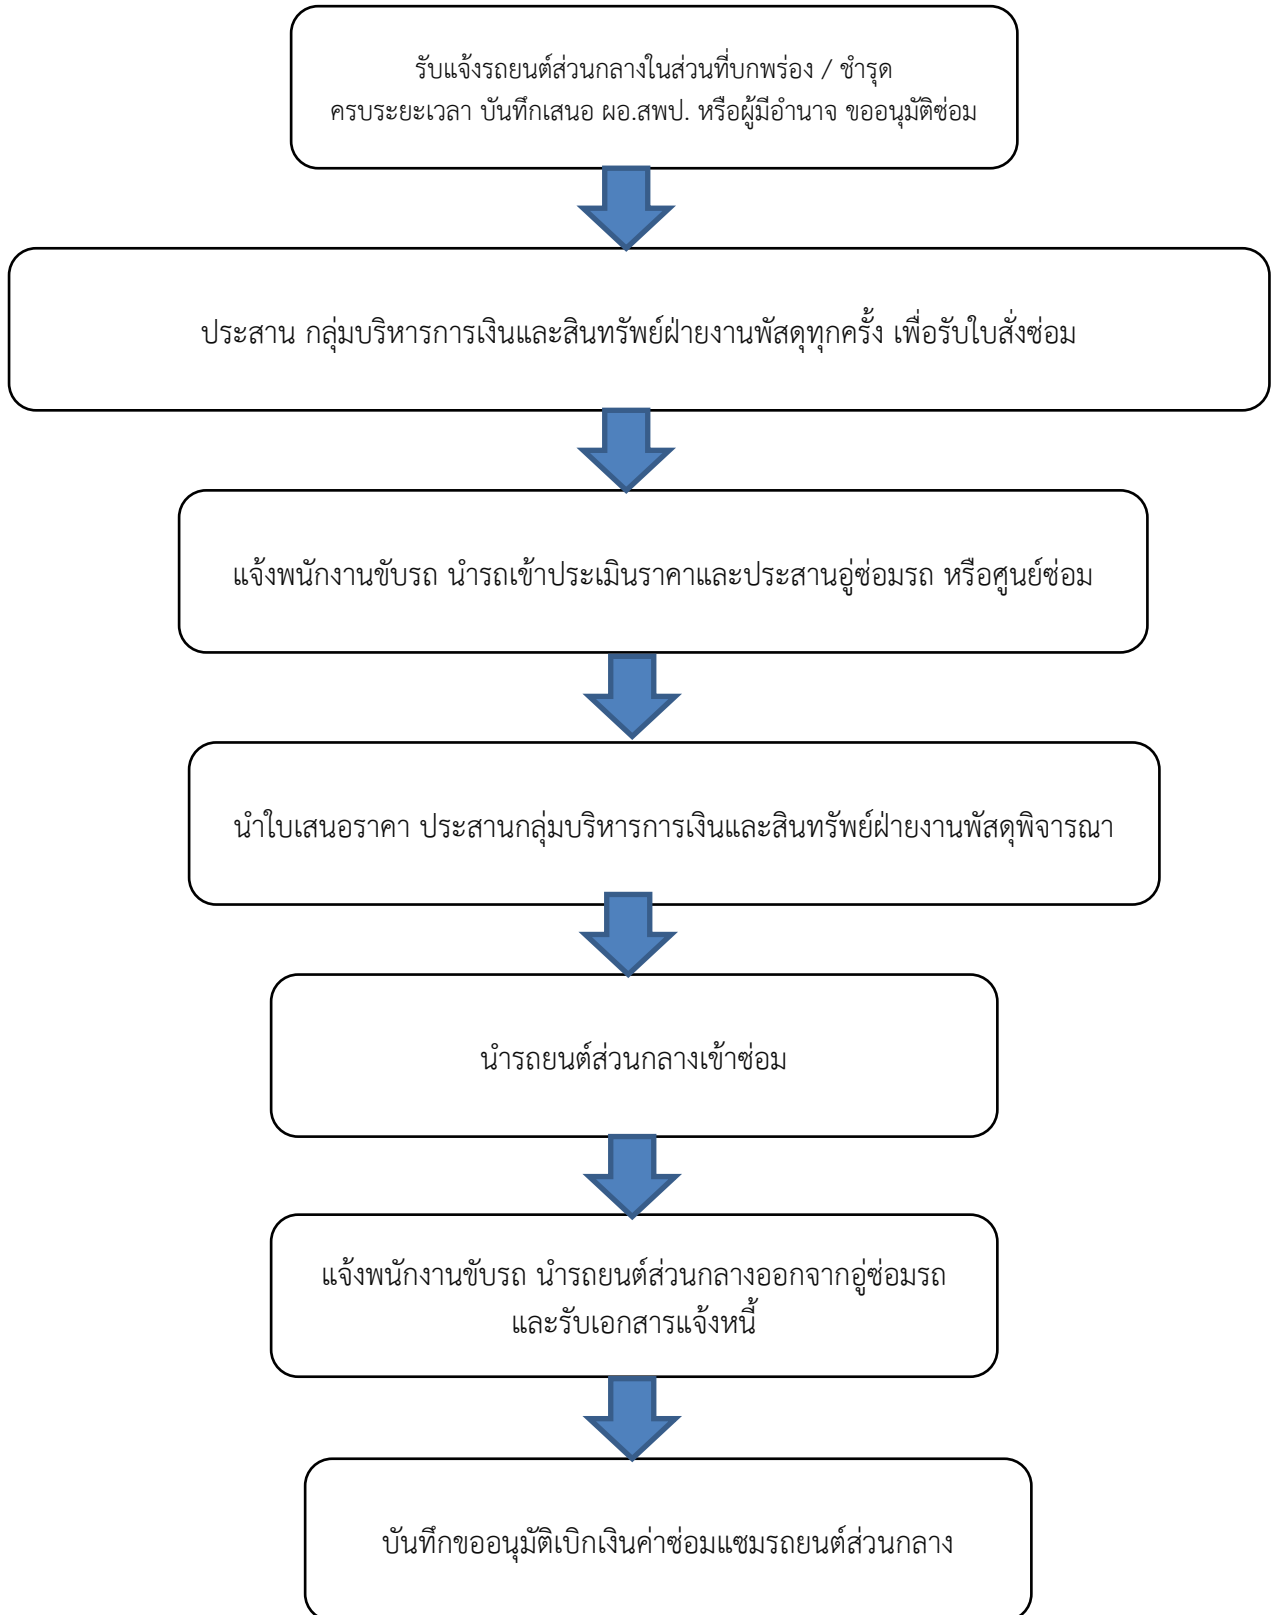 รับแจ้งรถยนต์ส่วนกลางในส่วนที่บกพร่อง / ชำรุด
ครบระยะเวลา บันทึกเสนอ ผอ.สพป. หรือผู้มีอำนาจ ขออนุมัติซ่อม
ประสาน กลุ่มบริหารการเงินและสินทรัพย์ฝ่ายงานพัสดุทุกครั้ง เพื่อรับใบสั่งซ่อม
แจ้งพนักงานขับรถ นำรถเข้าประเมินราคาและประสานอู่ซ่อมรถ หรือศูนย์ซ่อม
นำใบเสนอราคา ประสานกลุ่มบริหารการเงินและสินทรัพย์ฝ่ายงานพัสดุพิจารณา
นำรถยนต์ส่วนกลางเข้าซ่อม
แจ้งพนักงานขับรถ นำรถยนต์ส่วนกลางออกจากอู่ซ่อมรถ
และรับเอกสารแจ้งหนี้
บันทึกขออนุมัติเบิกเงินค่าซ่อมแซมรถยนต์ส่วนกลาง